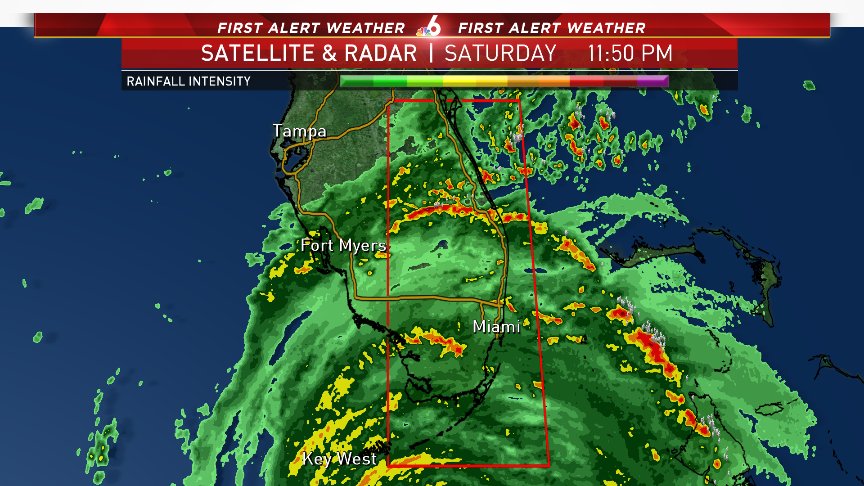 FIRST ALERT WEATHER 6 FIRST ALERT WEATHER
SATELLITE & RADAR | SATURDAY 11:50 PM
RAINFALL INTENSITY
Tampa
Fort Myers
Miami
Key West